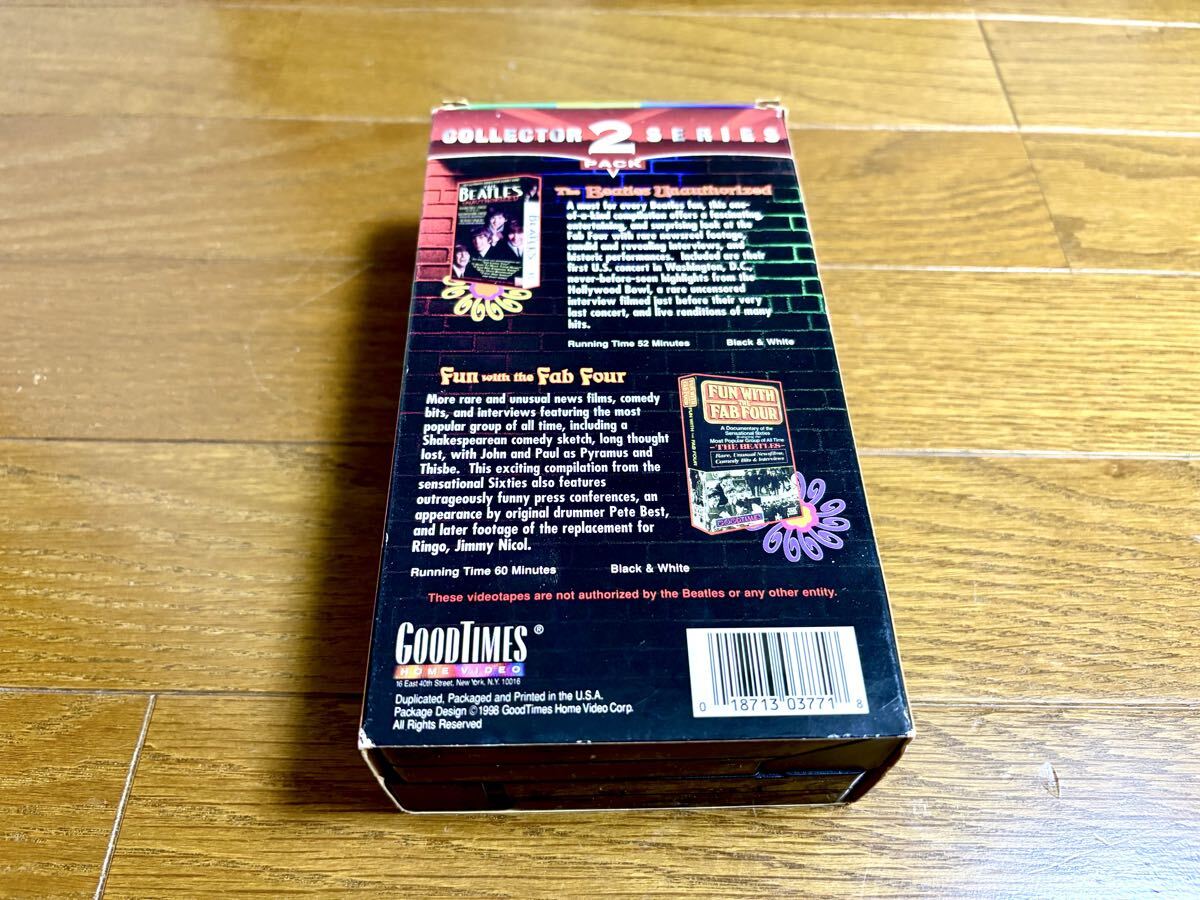 COLLECTOR 2 SERIES
PACK
THE
BEATLES
UNAUTHORIZED
BEATLES
The Beatles Unauthorized
A must for every Beatles fan, this one-
of-a-kind compilation offers a fascinating,
entertaining, and surprising look at the
Fab Four with rare newsreel footage,
candid and revealing interviews, and
historic performances. Included are their
first U.S. concert in Washington, D.C.,
never-before-seen highlights from the
Hollywood Bowl, a rare uncensored
interview filmed just before their very
last concert, and live renditions of many
hits.
Running Time 52 Minutes Black & White
Fun with the Fab Four
More rare and unusual news films, comedy
bits, and interviews featuring the most
popular group of all time, including a
Shakespearean comedy sketch, long thought
lost, with John and Paul as Pyramus and
Thisbe. This exciting compilation from the
sensational Sixties also features
outrageously funny press conferences, an
appearance by original drummer Pete Best,
and later footage of the replacement for
Ringo, Jimmy Nicol.
Running Time 60 Minutes Black & White
FUN WITH
THE
FAB FOUR
A Documentary of the
Sensational Sixties
Most Popular Group of All Time
-THE BEATLES-
Rare, Unusual Newsfilms,
Comedy Bits & Interviews
GOODTIMES
FUN WITH THE FAB FOUR
These videotapes are not authorized by the Beatles or any other entity.
GOODTIMES®
HOME VIDEO
16 East 40th Street, New York, N.Y. 10016
Duplicated, Packaged and Printed in the U.S.A.
Package Design ©1998 GoodTimes Home Video Corp.
All Rights Reserved
0 18713 03771 8